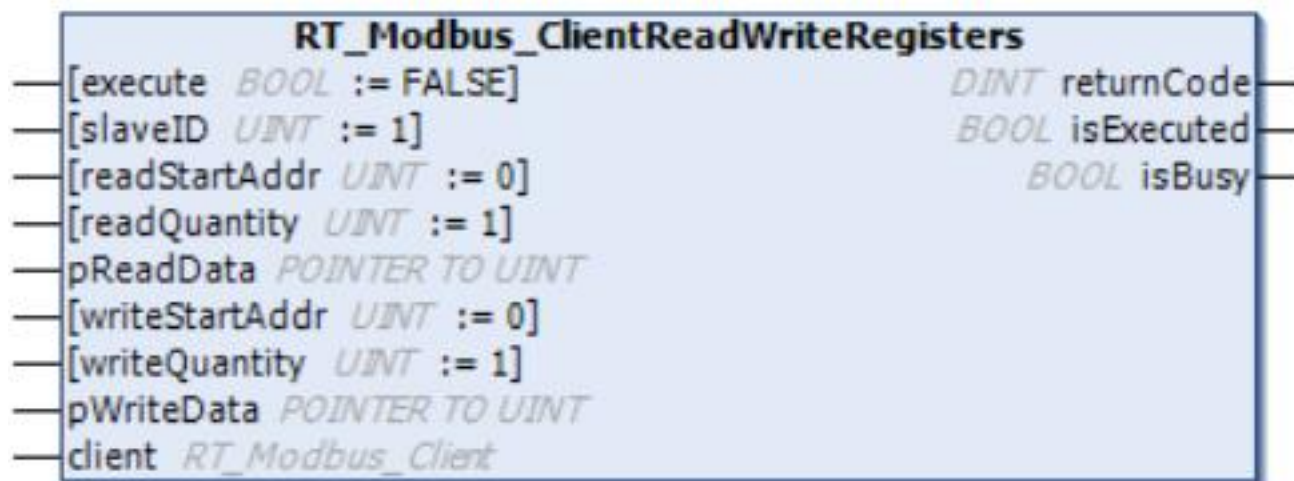 RT_Modbus_ClientReadWriteRegisters
[execute BOOL := FALSE] DINT returnCode
[slaveID UINT := 1] BOOL isExecuted
[readStartAddr UINT := 0] BOOL isBusy
[readQuantity UINT := 1]
pReadData POINTER TO UINT
[writeStartAddr UINT := 0]
[writeQuantity UINT := 1]
pWriteData POINTER TO UINT
client RT_Modbus_Client